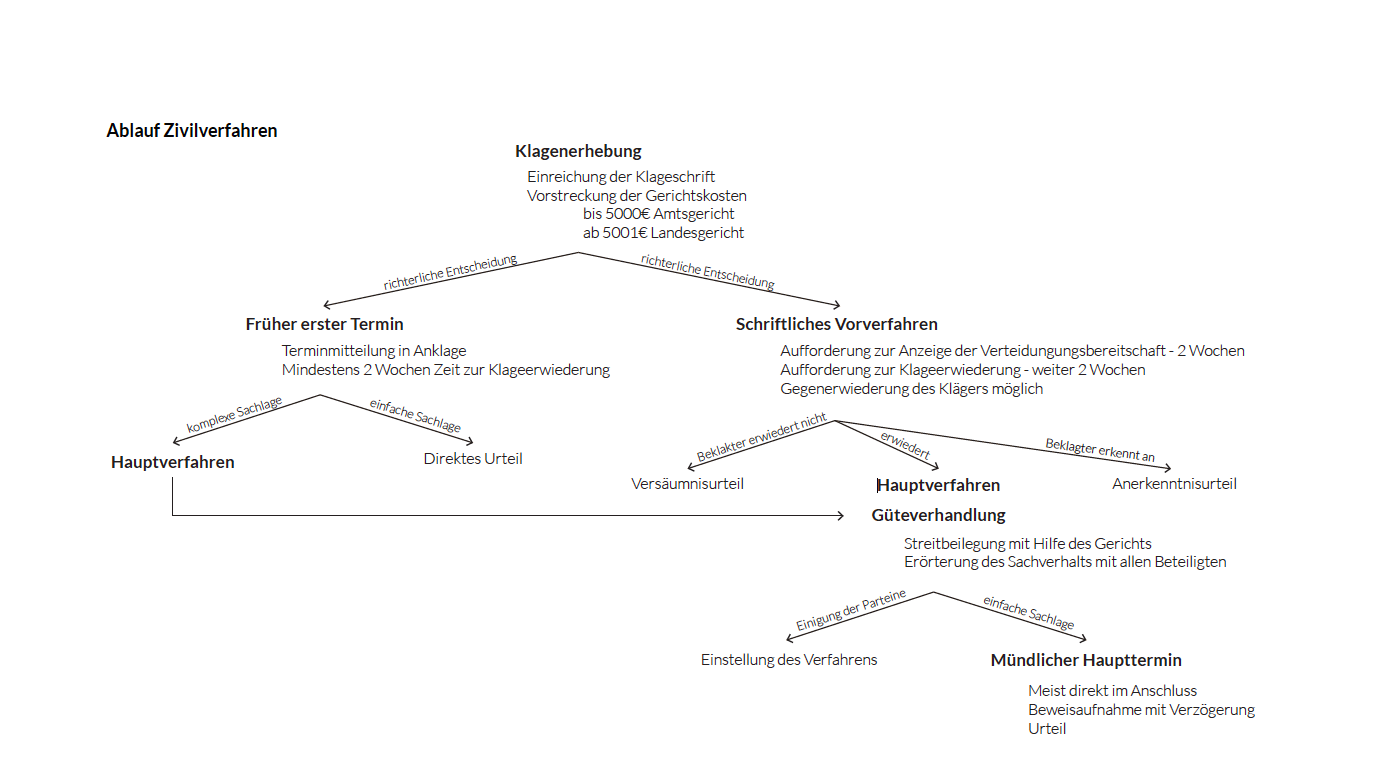 Ablauf Zivilverfahren
Klagenerhebung
Einreichung der Klageschrift
Vorstreckung der Gerichtskosten
bis 5000€ Amtsgericht
ab 5001€ Landesgericht
richterliche Entscheidung
richterliche Entscheidung
Früher erster Termin
Terminmitteilung in Anklage
Mindestens 2 Wochen Zeit zur Klageerwiederung
Schriftliches Vorverfahren
Aufforderung zur Anzeige der Verteidungungsbereitschaft - 2 Wochen
Aufforderung zur Klageerwiederung - weiter 2 Wochen
Gegenerwiederung des Klägers möglich
komplexe Sachlage
einfache Sachlage
Hauptverfahren
Direktes Urteil
Beklakter erwiedert nicht
erwiedert
Beklagter erkennt an
Versäumnisurteil
Hauptverfahren
Anerkenntnisurteil
Güteverhandlung
Streitbeilegung mit Hilfe des Gerichts
Erörterung des Sachverhalts mit allen Beteiligten
Einigung der Parteine
einfache Sachlage
Einstellung des Verfahrens
Mündlicher Haupttermin
Meist direkt im Anschluss
Beweisaufnahme mit Verzögerung
Urteil